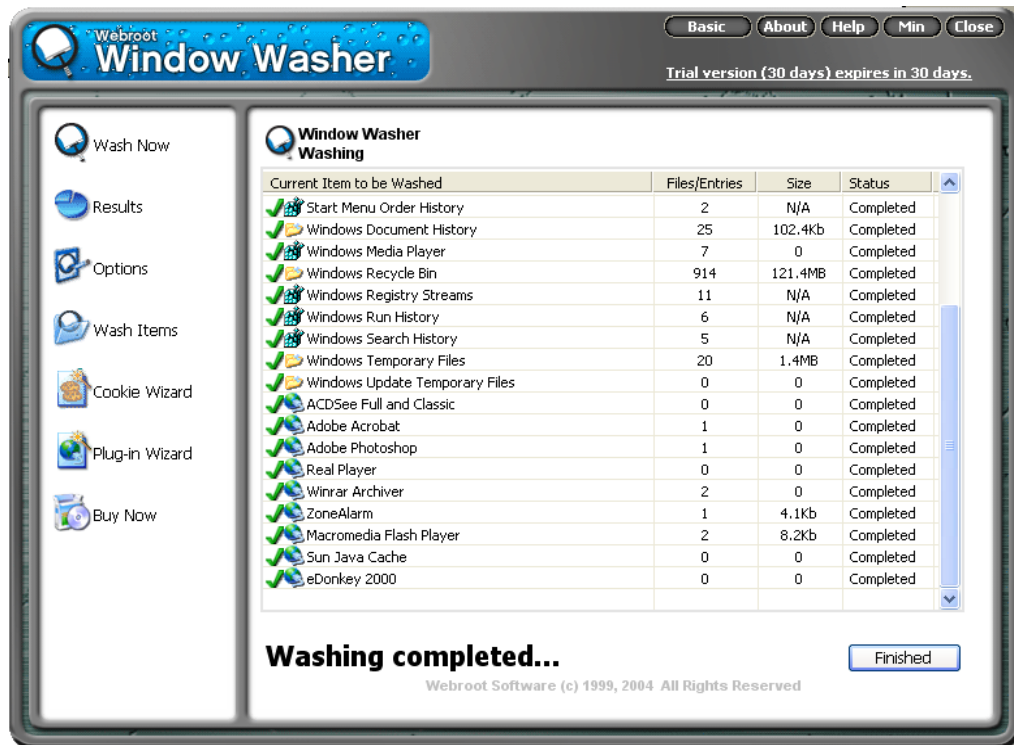 Webroot
Window Washer
Basic About Help Min Close
Trial version (30 days) expires in 30 days.
Wash Now
Results
Options
Wash Items
Cookie Wizard
Plug-in Wizard
Buy Now
Window Washer
Washing
Current Item to be Washed Files/Entries Size Status
Start Menu Order History 2 N/A Completed
Windows Document History 25 102.4Kb Completed
Windows Media Player 7 0 Completed
Windows Recycle Bin 914 121.4MB Completed
Windows Registry Streams 11 N/A Completed
Windows Run History 6 N/A Completed
Windows Search History 5 N/A Completed
Windows Temporary Files 20 1.4MB Completed
Windows Update Temporary Files 0 0 Completed
ACDSee Full and Classic 0 0 Completed
Adobe Acrobat 1 0 Completed
Adobe Photoshop 1 0 Completed
Real Player 0 0 Completed
Winrar Archiver 2 0 Completed
ZoneAlarm 1 4.1Kb Completed
Macromedia Flash Player 2 8.2Kb Completed
Sun Java Cache 0 0 Completed
eDonkey 2000 0 0 Completed
Washing completed...
Finished
Webroot Software (c) 1999, 2004 All Rights Reserved